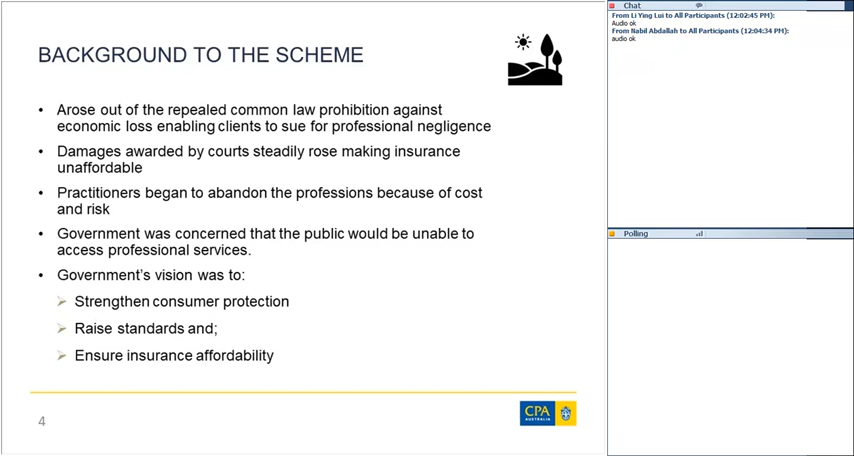 BACKGROUND TO THE SCHEME
• Arose out of the repealed common law prohibition against
economic loss enabling clients to sue for professional negligence
• Damages awarded by courts steadily rose making insurance
unaffordable
• Practitioners began to abandon the professions because of cost
and risk
• Government was concerned that the public would be unable to
access professional services.
• Government's vision was to:
Strengthen consumer protection
Raise standards and;
Ensure insurance affordability
4
CPA
AUSTRALIA
Chat
From Li Ying Lui to All Participants (12:02:45 PM):
Audio ok
From Nabil Abdallah to All Participants (12:04:34 PM):
audio ok
Polling